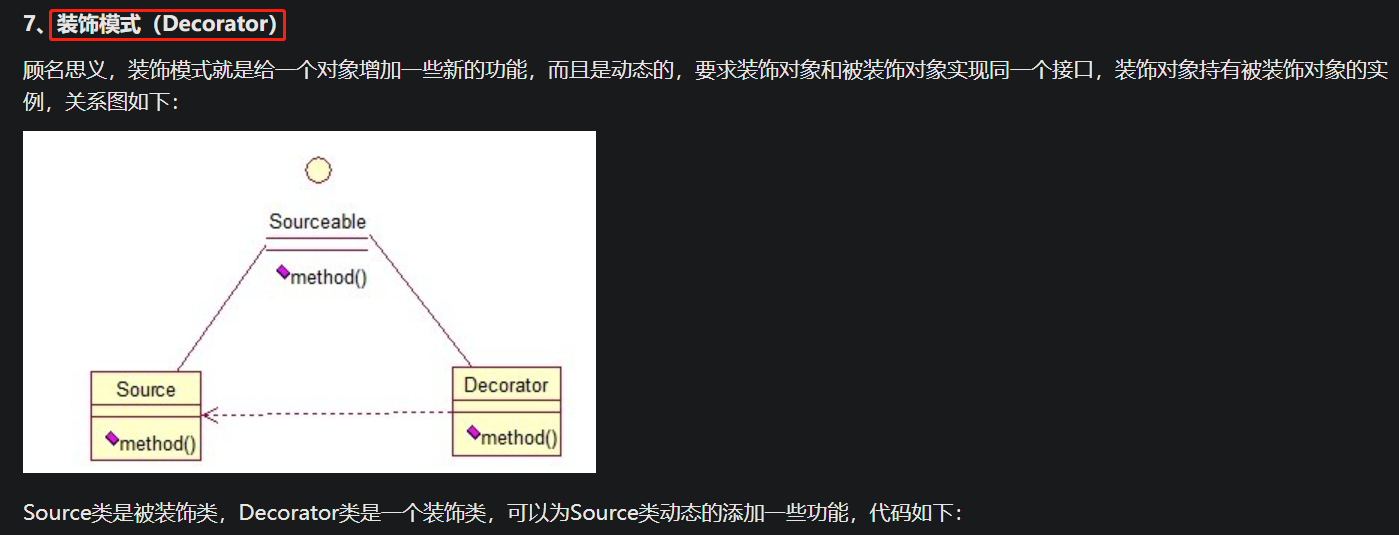 7、装饰模式（Decorator）
顾名思义，装饰模式就是给一个对象增加一些新的功能，而且是动态的，要求装饰对象和被装饰对象实现同一个接口，装饰对象持有被装饰对象的实
例，关系图如下：
Sourceable
method()
Source
method()
Decorator
method()
Source类是被装饰类，Decorator类是一个装饰类，可以为Source类动态的添加一些功能，代码如下：